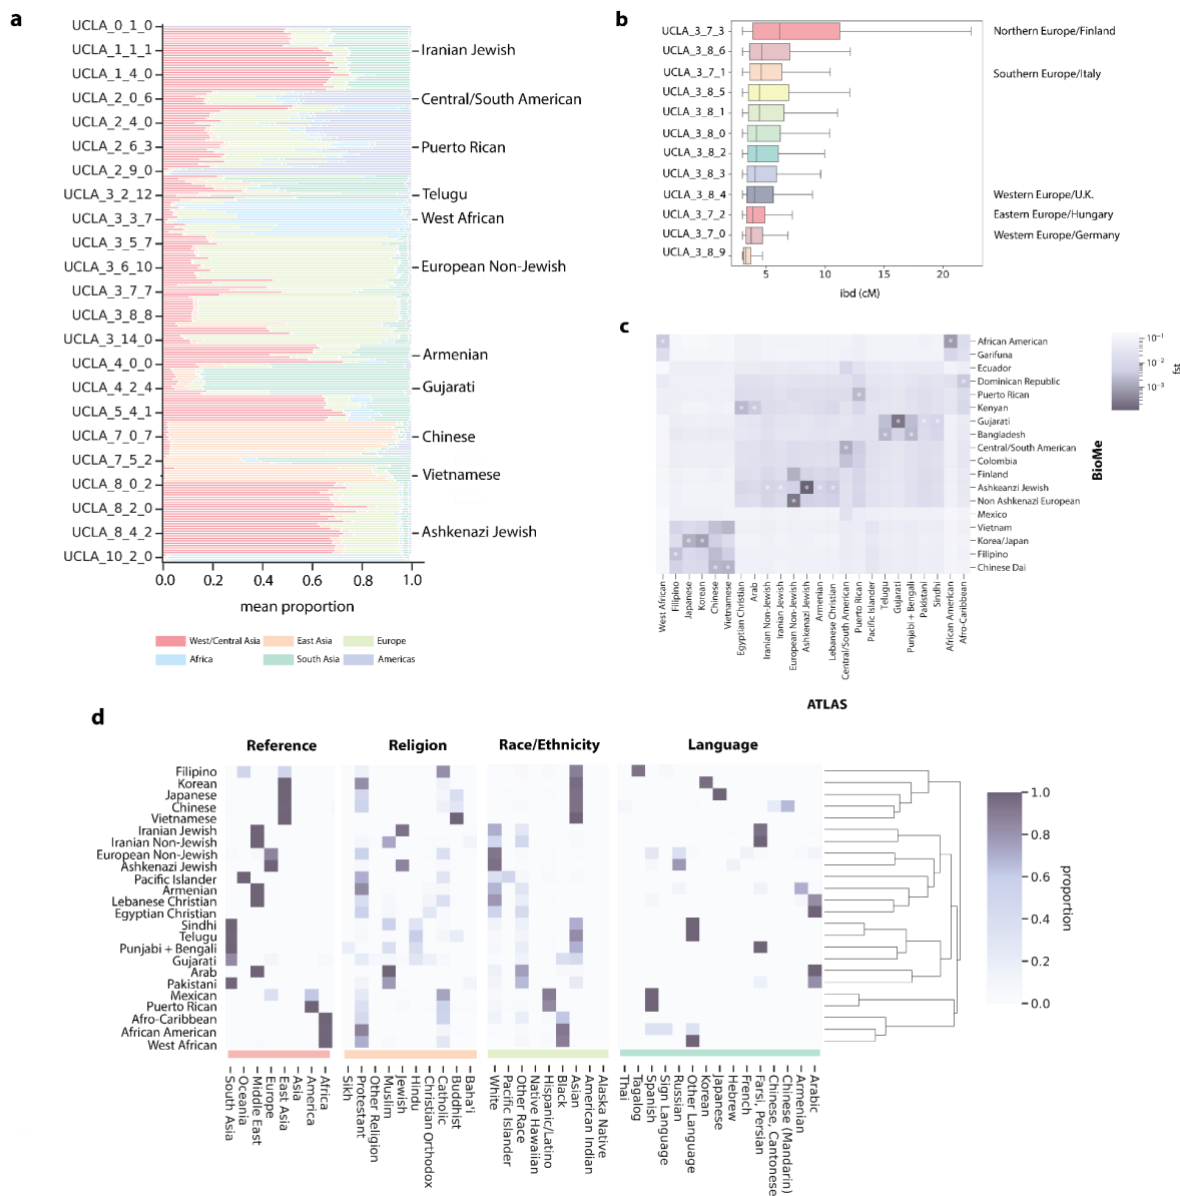 a
UCLA_0_1_0
UCLA_1_1_1
UCLA_1_4_0
UCLA_2_0_6
UCLA_2_4_0
UCLA_2_6_3
UCLA_2_9_0
UCLA_3_2_12
UCLA_3_3_7
UCLA_3_5_7
UCLA_3_6_10
UCLA_3_7_7
UCLA_3_8_8
UCLA_3_14_0
UCLA_4_0_0
UCLA_4_2_4
UCLA_5_4_1
UCLA_7_0_7
UCLA_7_5_2
UCLA_8_0_2
UCLA_8_2_0
UCLA_8_4_2
UCLA_10_2_0
Iranian Jewish
Central/South American
Puerto Rican
Telugu
West African
European Non-Jewish
Armenian
Gujarati
Chinese
Vietnamese
Ashkenazi Jewish
0.0 0.2 0.4 0.6 0.8 1.0
mean proportion
West/Central Asia East Asia Europe
Africa South Asia Americas
b
UCLA_3_7_3
UCLA_3_8_6
UCLA_3_7_1
UCLA_3_8_5
UCLA_3_8_1
UCLA_3_8_0
UCLA_3_8_2
UCLA_3_8_3
UCLA_3_8_4
UCLA_3_7_2
UCLA_3_7_0
UCLA_3_8_9
Northern Europe/Finland
Southern Europe/Italy
Western Europe/U.K.
Eastern Europe/Hungary
Western Europe/Germany
5 10 15 20
ibd (cM)
c
African American
Garifuna
Ecuador
Dominican Republic
Puerto Rican
Kenyan
Gujarati
Bangladesh
Central/South American
Colombia
Finland
Ashkeanzi Jewish
Non Ashkenazi European
Mexico
Vietnam
Korea/Japan
Filipino
Chinese Dai
BioMe
10⁻¹
10⁻²
10⁻³
fst
West African
Filipino
Japanese
Korean
Chinese
Vietnamese
Egyptian Christian
Arab
Iranian Non-Jewish
Iranian Jewish
European Non-Jewish
Ashkenazi Jewish
Armenian
Lebanese Christian
Central/South American
Puerto Rican
Pacific Islander
Telugu
Gujarati
Punjabi + Bengali
Pakistani
Sindhi
African American
Afro-Caribbean
ATLAS
d
Reference Religion Race/Ethnicity Language
Filipino
Korean
Japanese
Chinese
Vietnamese
Iranian Jewish
Iranian Non-Jewish
European Non-Jewish
Ashkenazi Jewish
Pacific Islander
Armenian
Lebanese Christian
Egyptian Christian
Sindhi
Telugu
Punjabi + Bengali
Gujarati
Arab
Pakistani
Mexican
Puerto Rican
Afro-Caribbean
African American
West African
South Asia
Oceania
Middle East
Europe
East Asia
Asia
America
Africa
Sikh
Protestant
Other Religion
Muslim
Jewish
Hindu
Christian Orthodox
Catholic
Buddhist
Baha'i
White
Pacific Islander
Other Race
Native Hawaiian
Hispanic/Latino
Black
Asian
American Indian
Alaska Native
Thai
Tagalog
Spanish
Sign Language
Russian
Other Language
Korean
Japanese
Hebrew
French
Farsi, Persian
Chinese, Cantonese
Chinese (Mandarin)
Armenian
Arabic
1.0
0.8
0.6
0.4
0.2
0.0
proportion